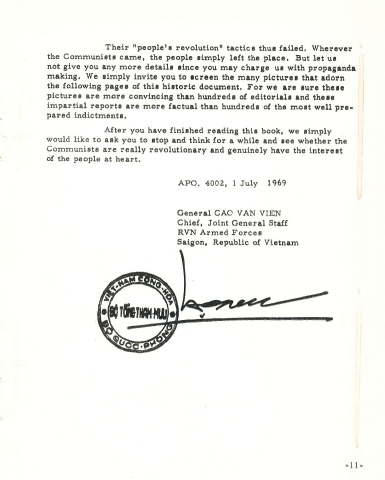 Their "people's revolution" tactics thus failed. Wherever
the Communists came, the people simply left the place. But let us
not give you any more details since you may charge us with propaganda
making. We simply invite you to screen the many pictures that adorn
the following pages of this historic document. For we are sure these
pictures are more convincing than hundreds of editorials and these
impartial reports are more factual than hundreds of the most well pre-
pared indictments.
After you have finished reading this book, we simply
would like to ask you to stop and think for a while and see whether the
Communists are really revolutionary and genuinely have the interest
of the people at heart.
APO. 4002, 1 July 1969
General CAO VAN VIEN
Chief, Joint General Staff
RVN Armed Forces
Saigon, Republic of Vietnam
VIỆT-NAM CỘNG-HÒA
BỘ TỔNG THAM-MƯU
BỘ QUỐC-PHÒNG
-11-